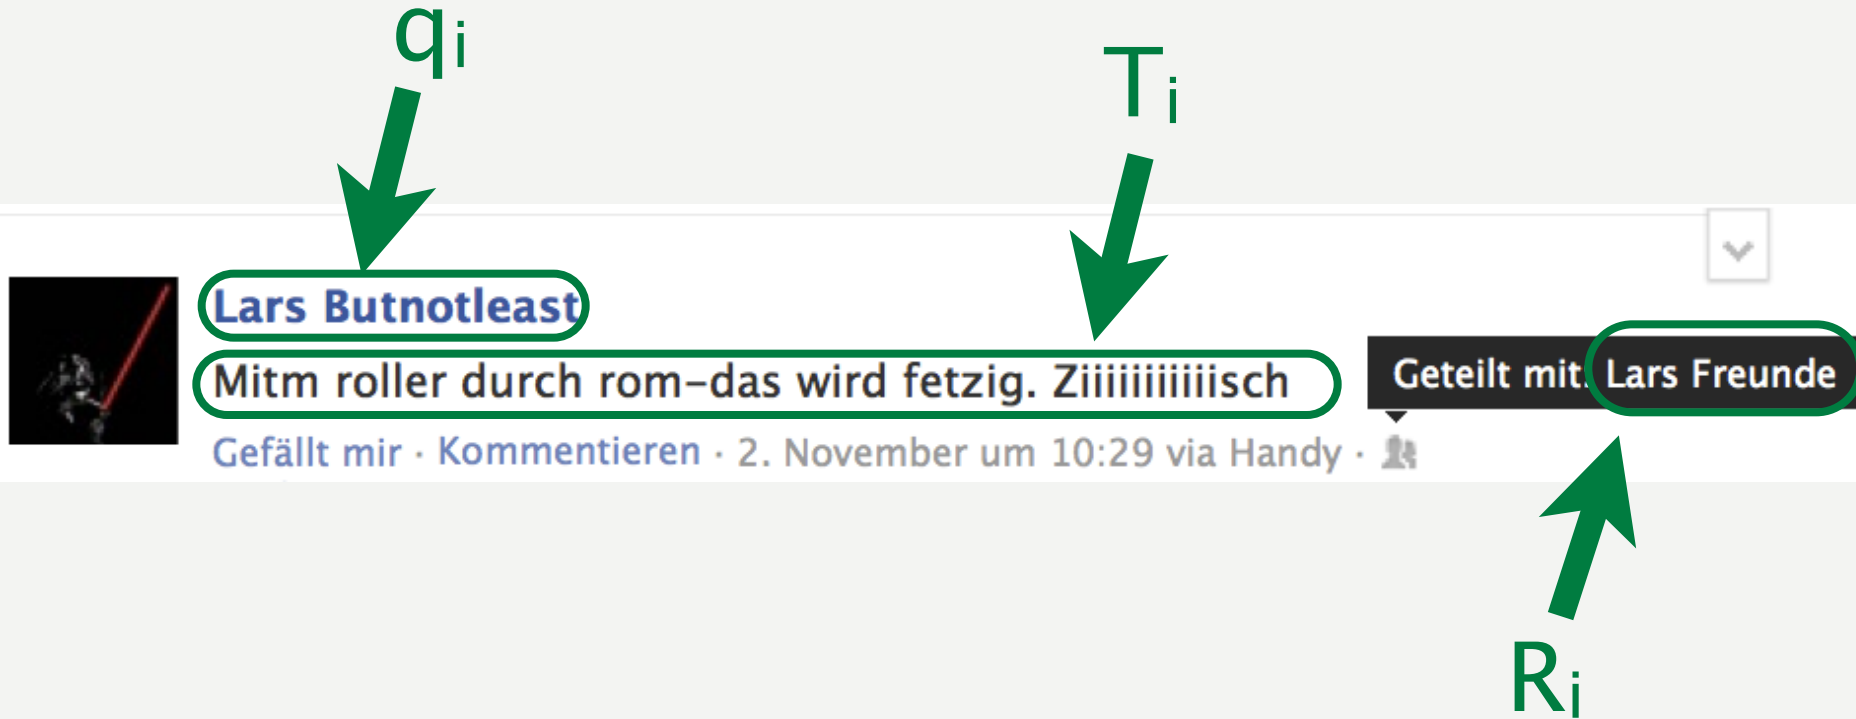 qi
Ti
Lars Butnotleast
Mitm roller durch rom-das wird fetzig. Ziiiiiiiiiiisch
Geteilt mit: Lars Freunde
Gefällt mir · Kommentieren · 2. November um 10:29 via Handy ·
Ri